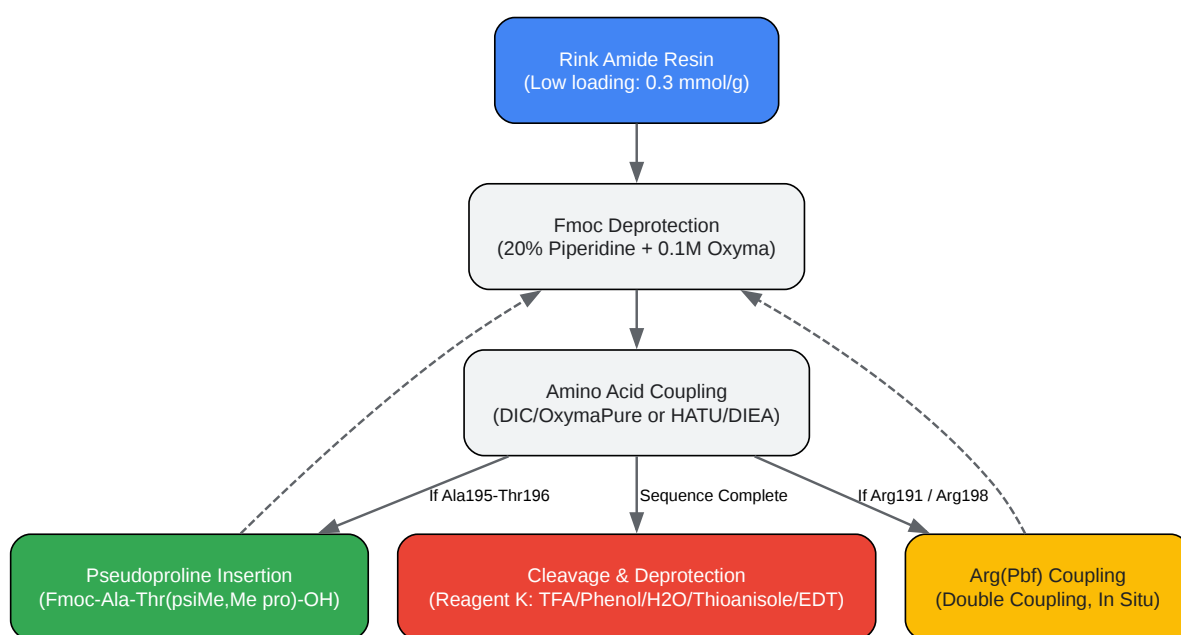 Rink Amide Resin
(Low loading: 0.3 mmol/g)
Fmoc Deprotection
(20% Piperidine + 0.1M Oxyma)
Amino Acid Coupling
(DIC/OxymaPure or HATU/DIEA)
If Ala195-Thr196
Sequence Complete
If Arg191 / Arg198
Pseudoproline Insertion
(Fmoc-Ala-Thr(psiMe,Me pro)-OH)
Cleavage & Deprotection
(Reagent K: TFA/Phenol/H2O/Thioanisole/EDT)
Arg(Pbf) Coupling
(Double Coupling, In Situ)